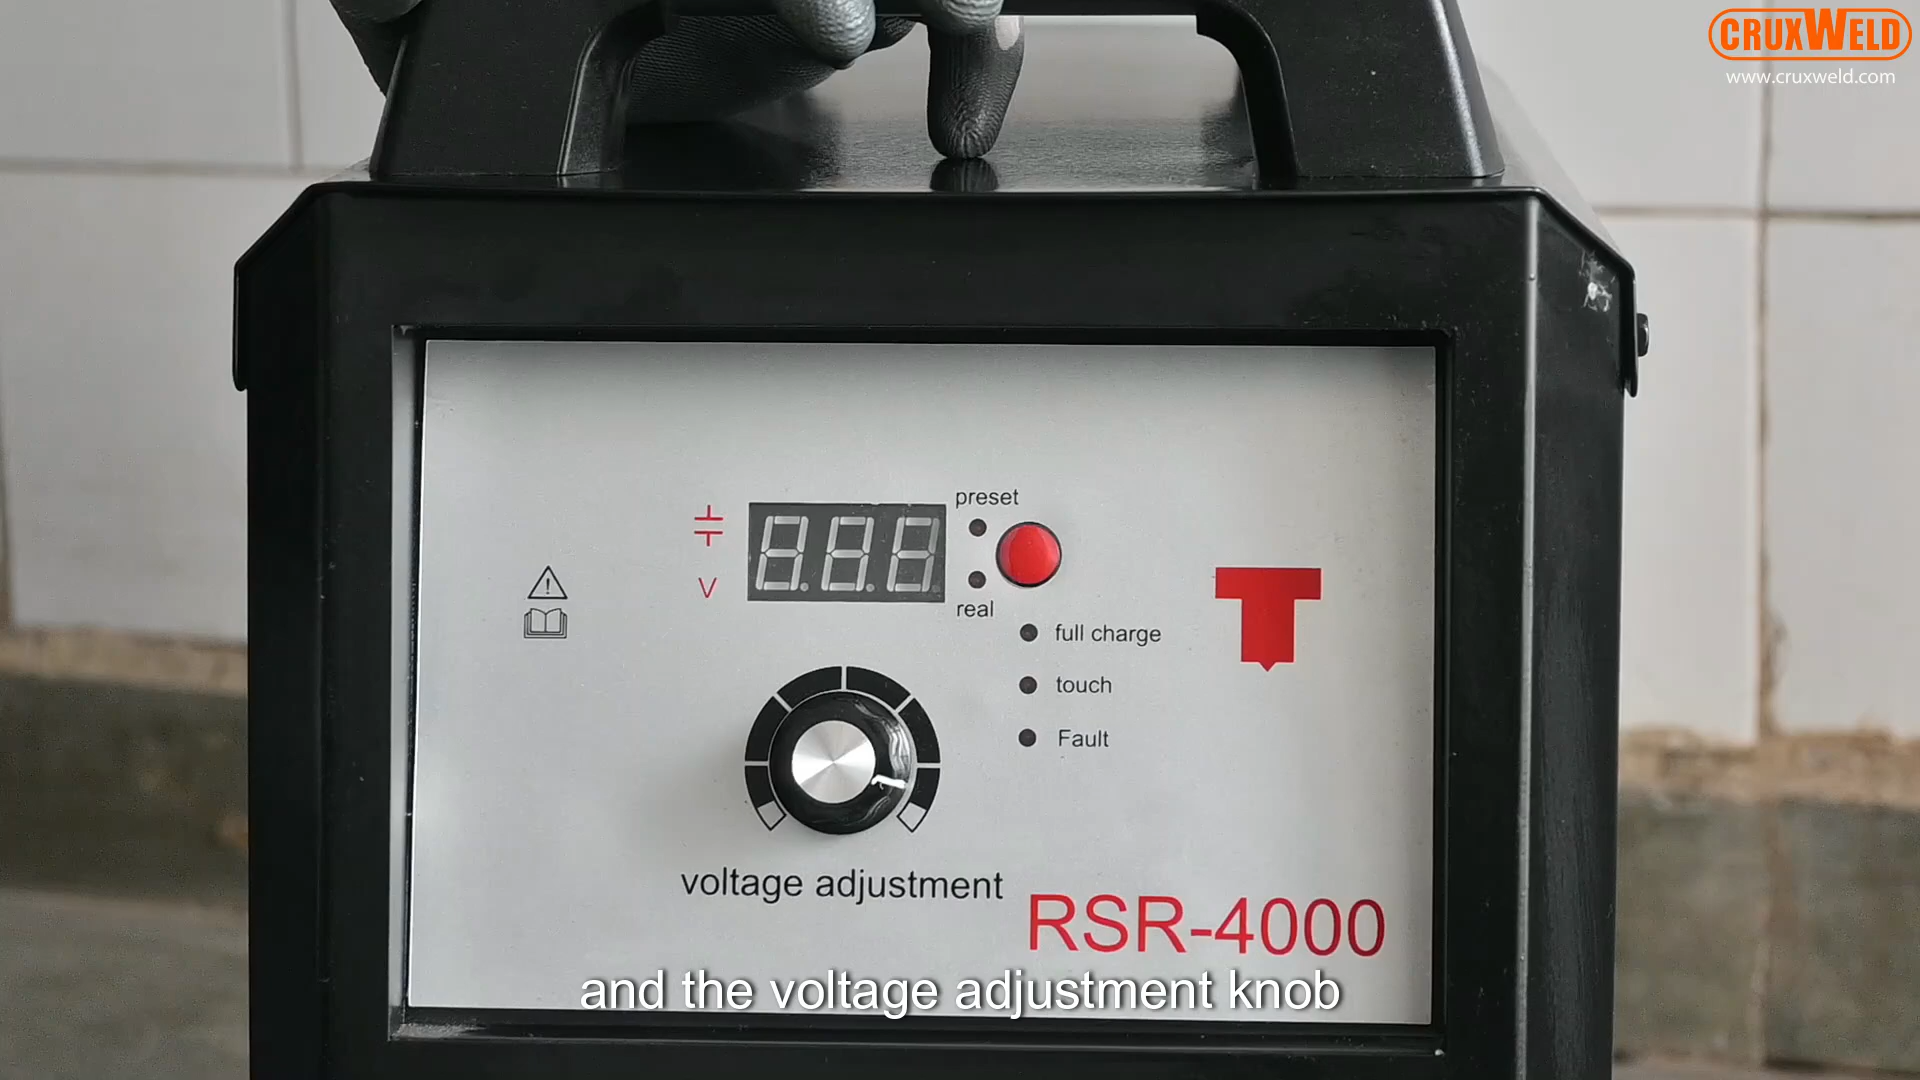 CRUXWELD
www.cruxweld.com
preset
V
real
full charge
touch
Fault
voltage adjustment
RSR-4000
and the voltage adjustment knob